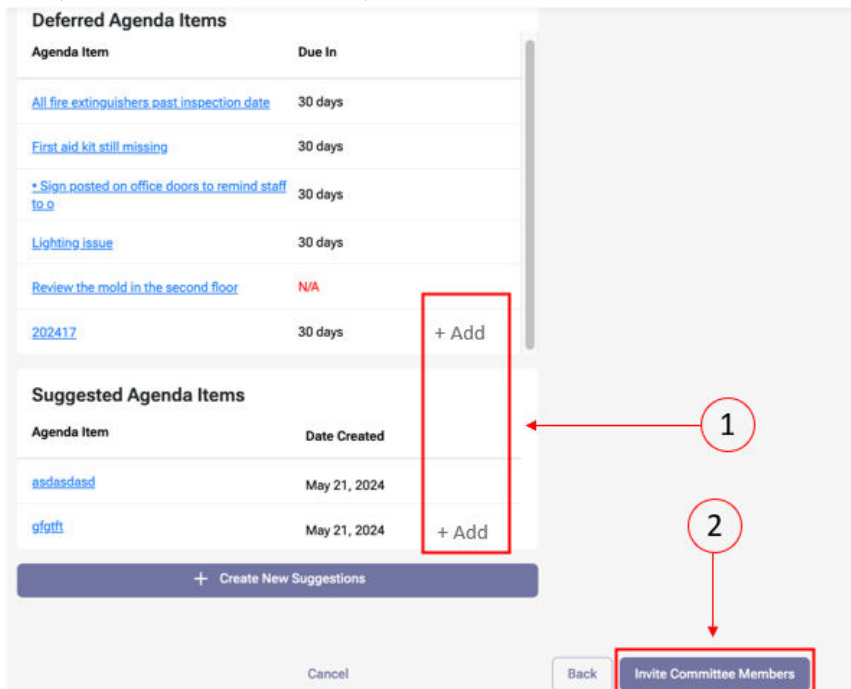 Deferred Agenda Items
Agenda Item Due In
All fire extinguishers past inspection date 30 days
First aid kit still missing 30 days
• Sign posted on office doors to remind staff
to o 30 days
Lighting issue 30 days
Review the mold in the second floor N/A
202417 30 days + Add
Suggested Agenda Items
Agenda Item Date Created
1
asdasdasd May 21, 2024
gfgtft May 21, 2024 + Add
2
+ Create New Suggestions
Cancel Back Invite Committee Members